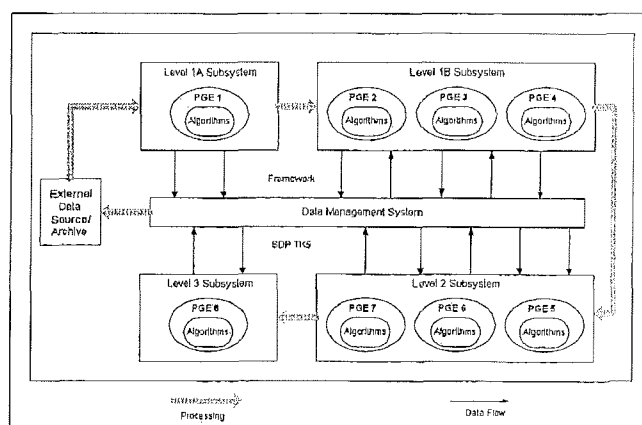 Level 1A Subsystem
PGE 1
Algorithms
Level 1B Subsystem
PGE 2
Algorithms
PGE 3
Algorithms
PGE 4
Algorithms
Framework
External
Data
Source/
Archive
Data Management System
SDP TKS
Level 3 Subsystem
PGE 8
Algorithms
Level 2 Subsystem
PGE 7
Algorithms
PGE 6
Algorithms
PGE 5
Algorithms
Processing
Data Flow